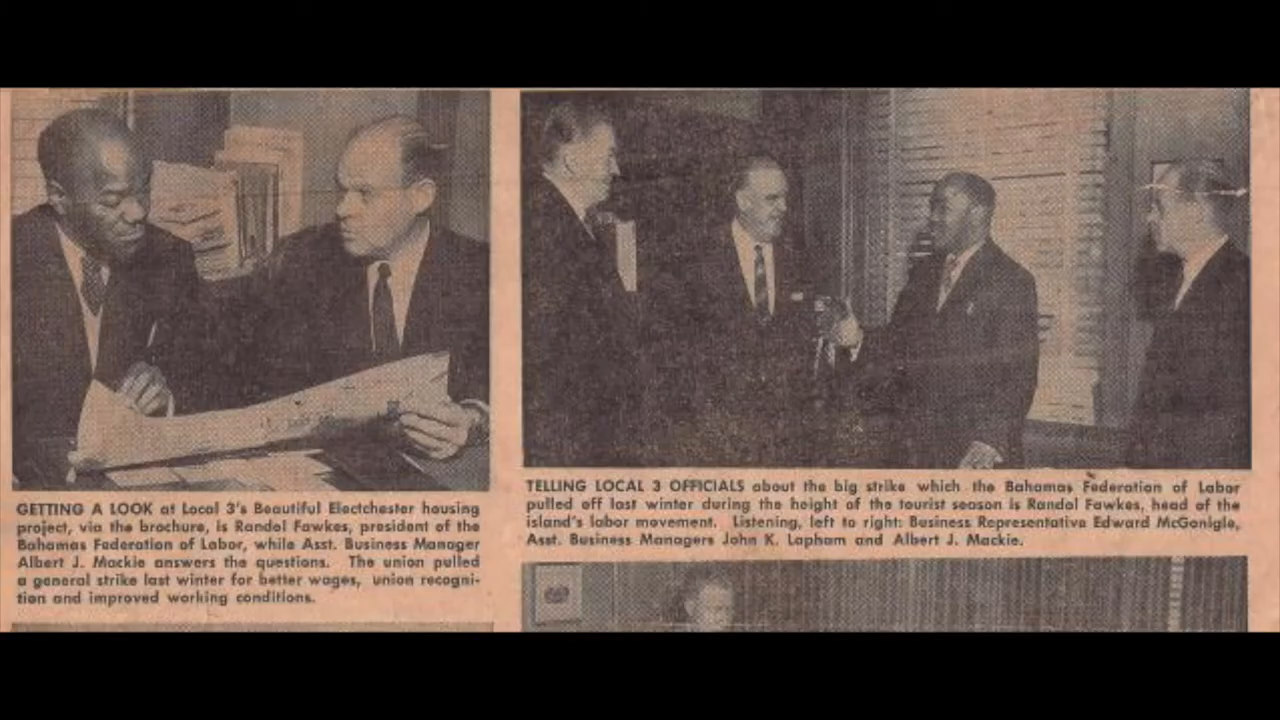 GETTING A LOOK at Local 3's Beautiful Electchester housing
project, via the brochure, is Randol Fawkes, president of the
Bahamas Federation of Labor, while Asst. Business Manager
Albert J. Mackie answers the questions. The union pulled
a general strike last winter for better wages, union recogni-
tion and improved working conditions.
TELLING LOCAL 3 OFFICIALS about the big strike which the Bahamas Federation of Labor
pulled off last winter during the height of the tourist season is Randol Fawkes, head of the
island's labor movement. Listening, left to right: Business Representative Edward McGonigle,
Asst. Business Managers John K. Lapham and Albert J. Mackie.